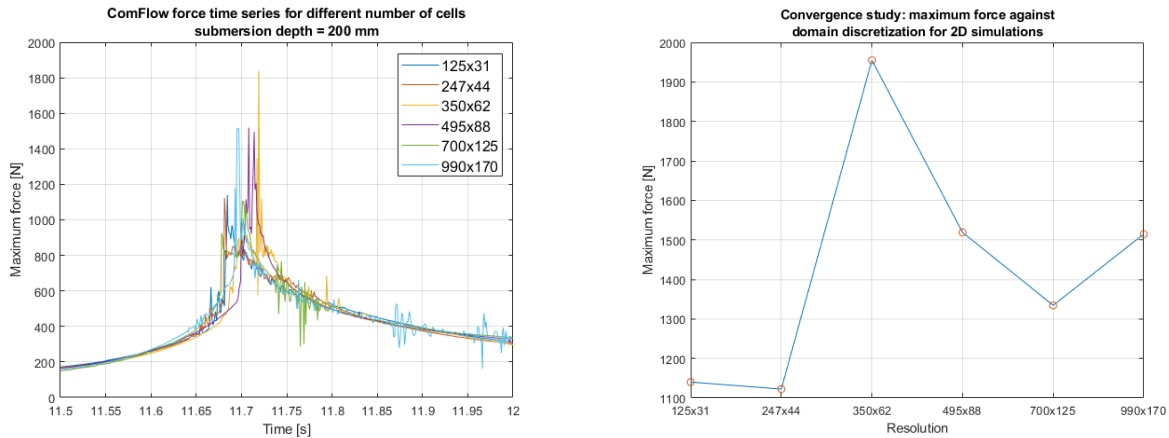 ComFlow force time series for different number of cells
submersion depth = 200 mm
Maximum force [N]
2000
1800
1600
1400
1200
1000
800
600
400
200
0
125x31
247x44
350x62
495x88
700x125
990x170
11.5 11.55 11.6 11.65 11.7 11.75 11.8 11.85 11.9 11.95 12
Time [s]
Convergence study: maximum force against
domain discretization for 2D simulations
Maximum force [N]
2000
1900
1800
1700
1600
1500
1400
1300
1200
1100
125x31 247x44 350x62 495x88 700x125 990x170
Resolution